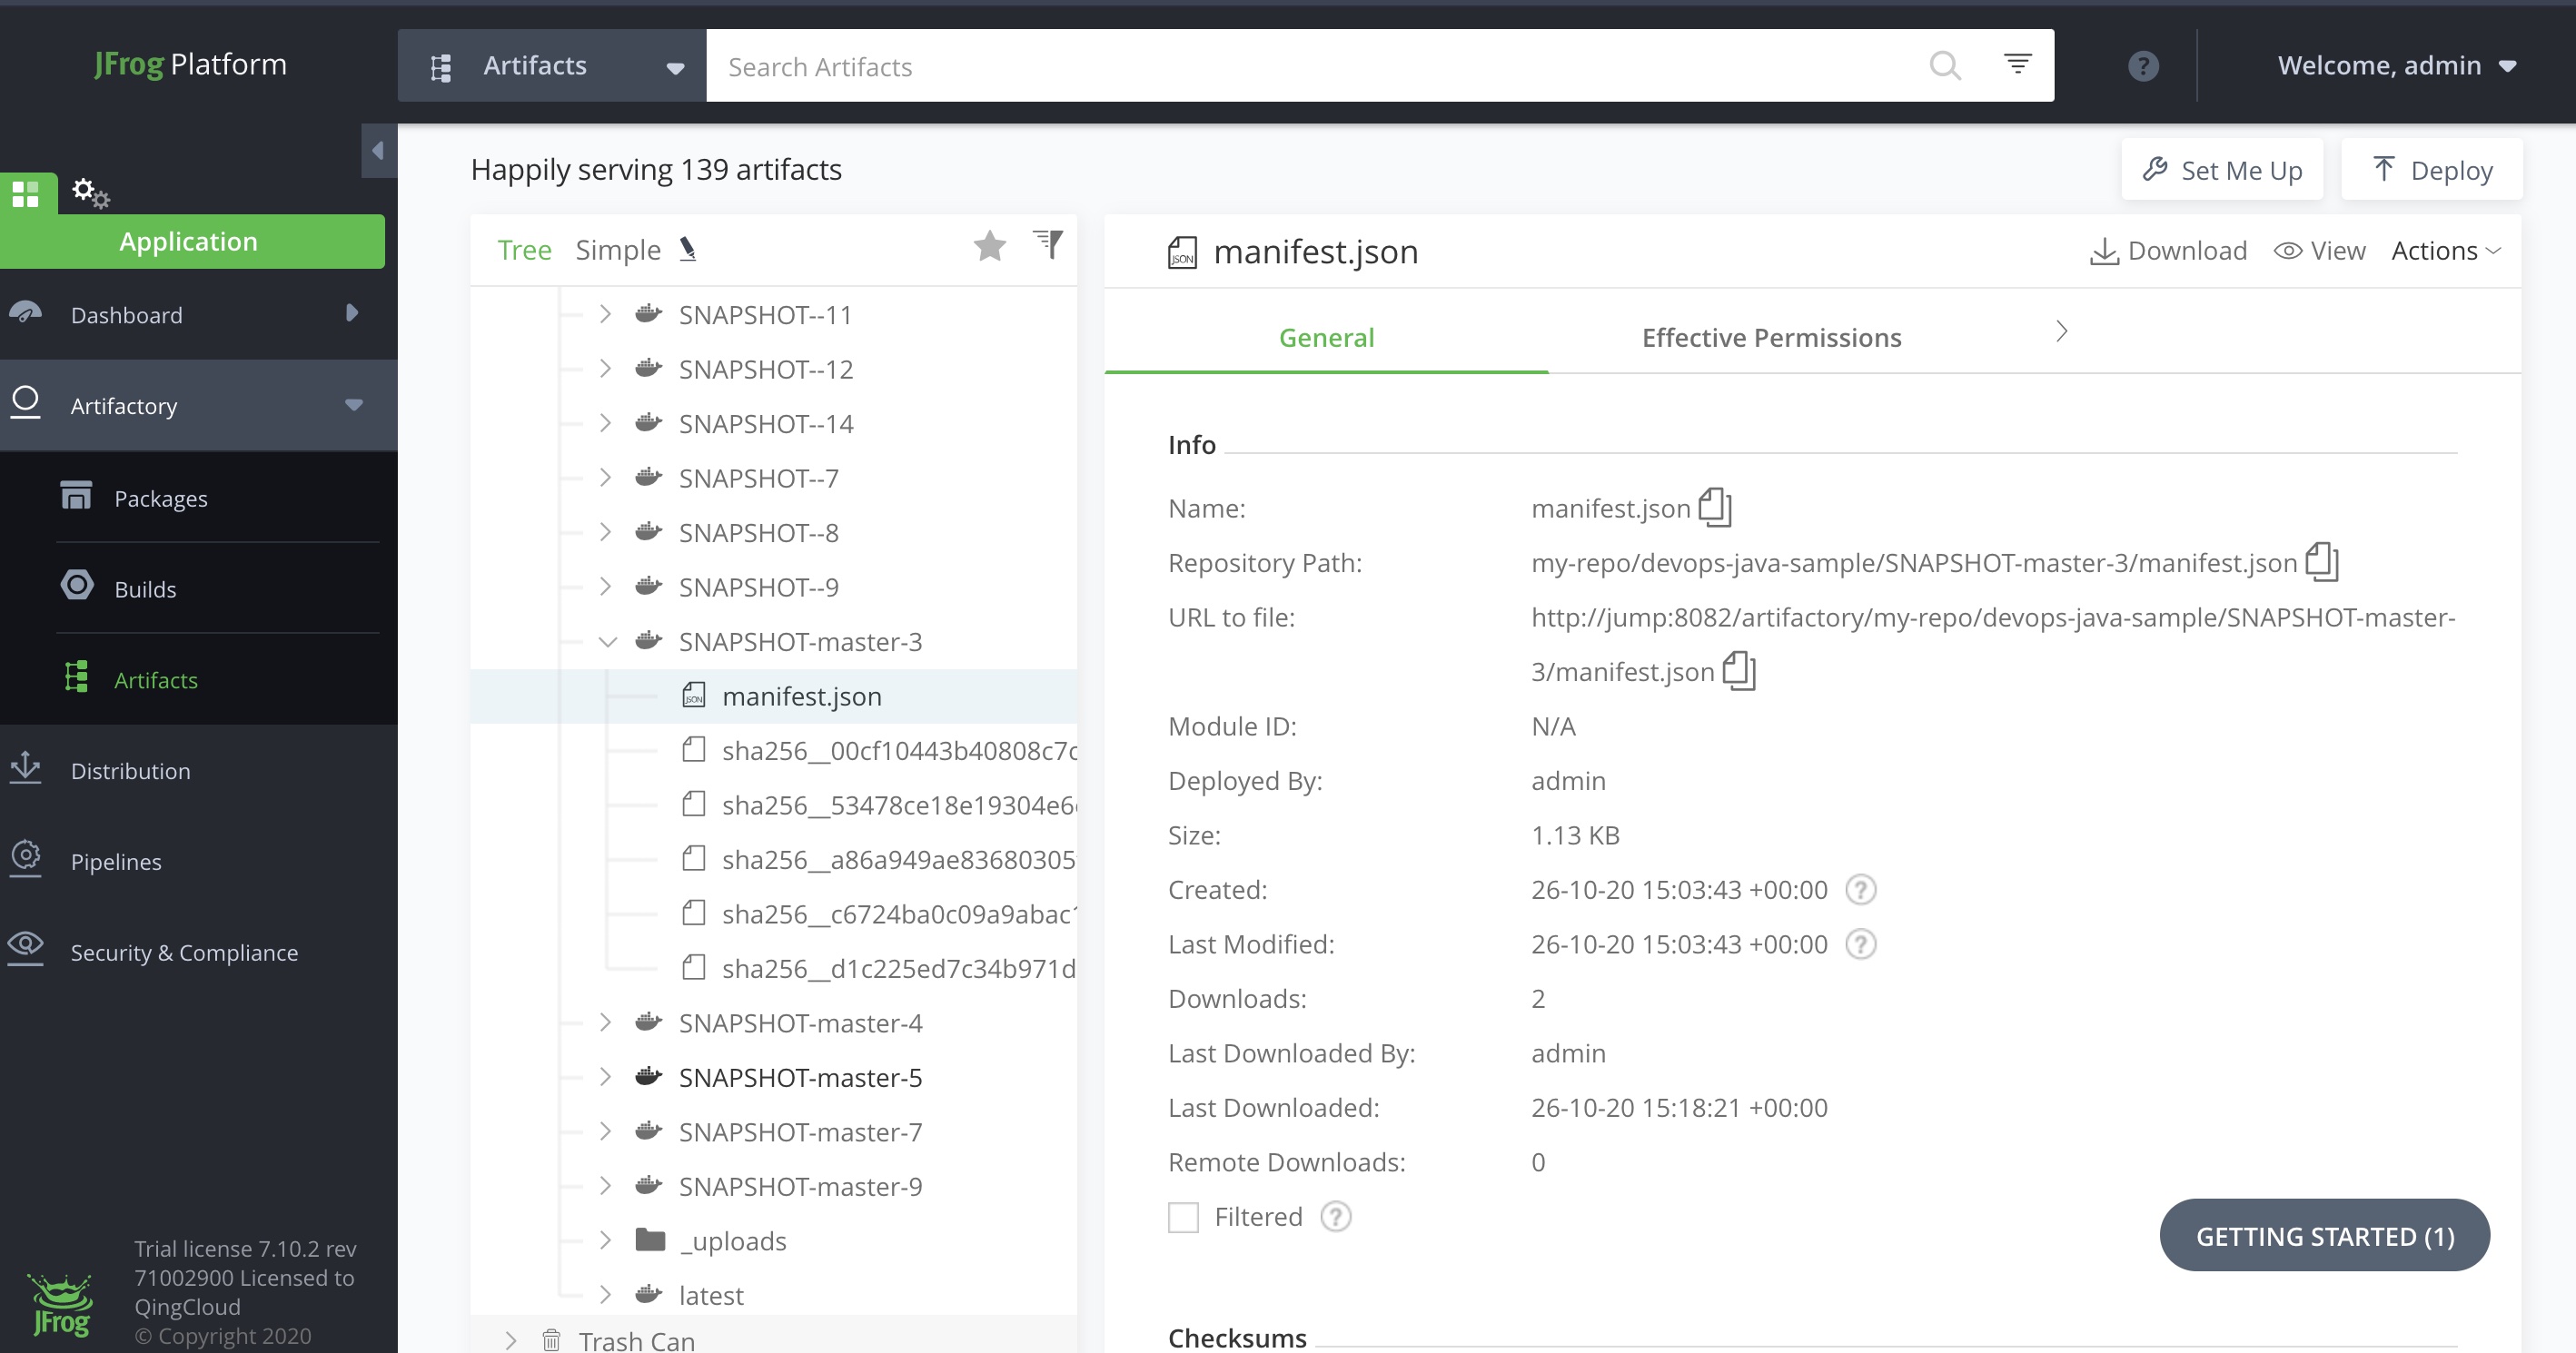 JFrog Platform
Artifacts
Search Artifacts
?
Welcome, admin
Application
Dashboard
Artifactory
Packages
Builds
Artifacts
Distribution
Pipelines
Security & Compliance
Trial license 7.10.2 rev
71002900 Licensed to
QingCloud
© Copyright 2020
JFrog
Happily serving 139 artifacts
Set Me Up
Deploy
Tree Simple
SNAPSHOT--11
SNAPSHOT--12
SNAPSHOT--14
SNAPSHOT--7
SNAPSHOT--8
SNAPSHOT--9
SNAPSHOT-master-3
JSON manifest.json
sha256__00cf10443b40808c7c
sha256__53478ce18e19304e6
sha256__a86a949ae83680305
sha256__c6724ba0c09a9abac1
sha256__d1c225ed7c34b971d
SNAPSHOT-master-4
SNAPSHOT-master-5
SNAPSHOT-master-7
SNAPSHOT-master-9
_uploads
latest
Trash Can
JSON manifest.json
Download View Actions
General Effective Permissions
Info
Name: manifest.json
Repository Path: my-repo/devops-java-sample/SNAPSHOT-master-3/manifest.json
URL to file: http://jump:8082/artifactory/my-repo/devops-java-sample/SNAPSHOT-master-
3/manifest.json
Module ID: N/A
Deployed By: admin
Size: 1.13 KB
Created: 26-10-20 15:03:43 +00:00 ?
Last Modified: 26-10-20 15:03:43 +00:00 ?
Downloads: 2
Last Downloaded By: admin
Last Downloaded: 26-10-20 15:18:21 +00:00
Remote Downloads: 0
Filtered ?
GETTING STARTED (1)
Checksums